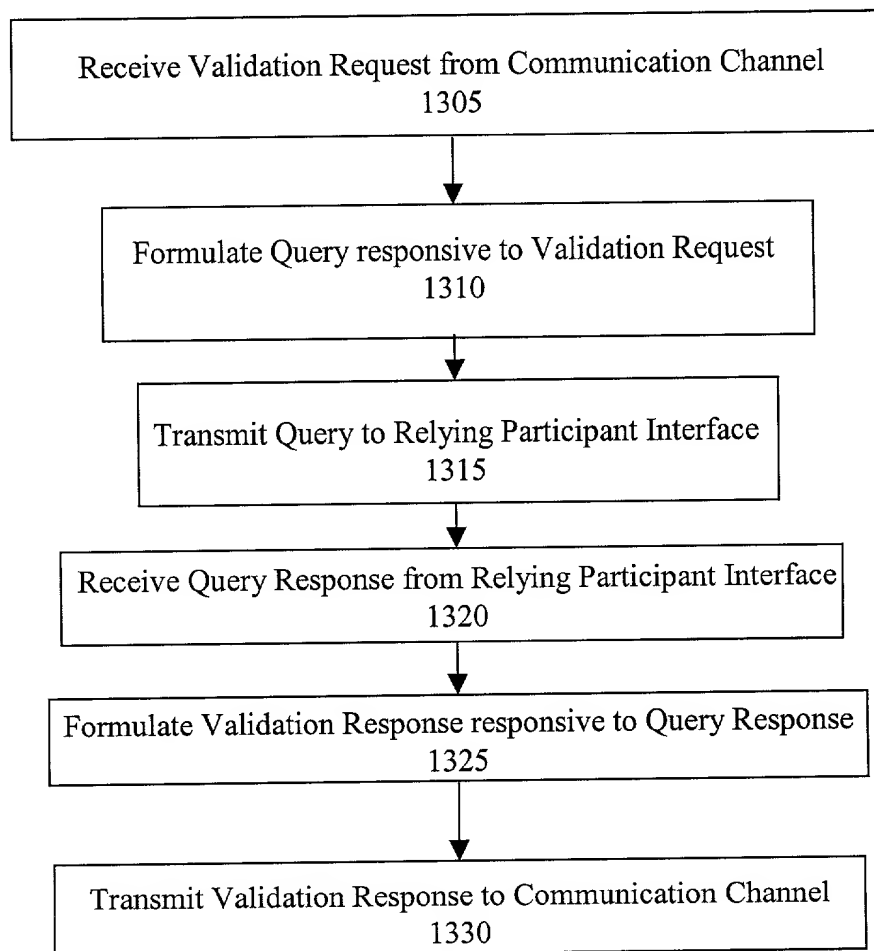 Receive Validation Request from Communication Channel
1305
Formulate Query responsive to Validation Request
1310
Transmit Query to Relying Participant Interface
1315
Receive Query Response from Relying Participant Interface
1320
Formulate Validation Response responsive to Query Response
1325
Transmit Validation Response to Communication Channel
1330